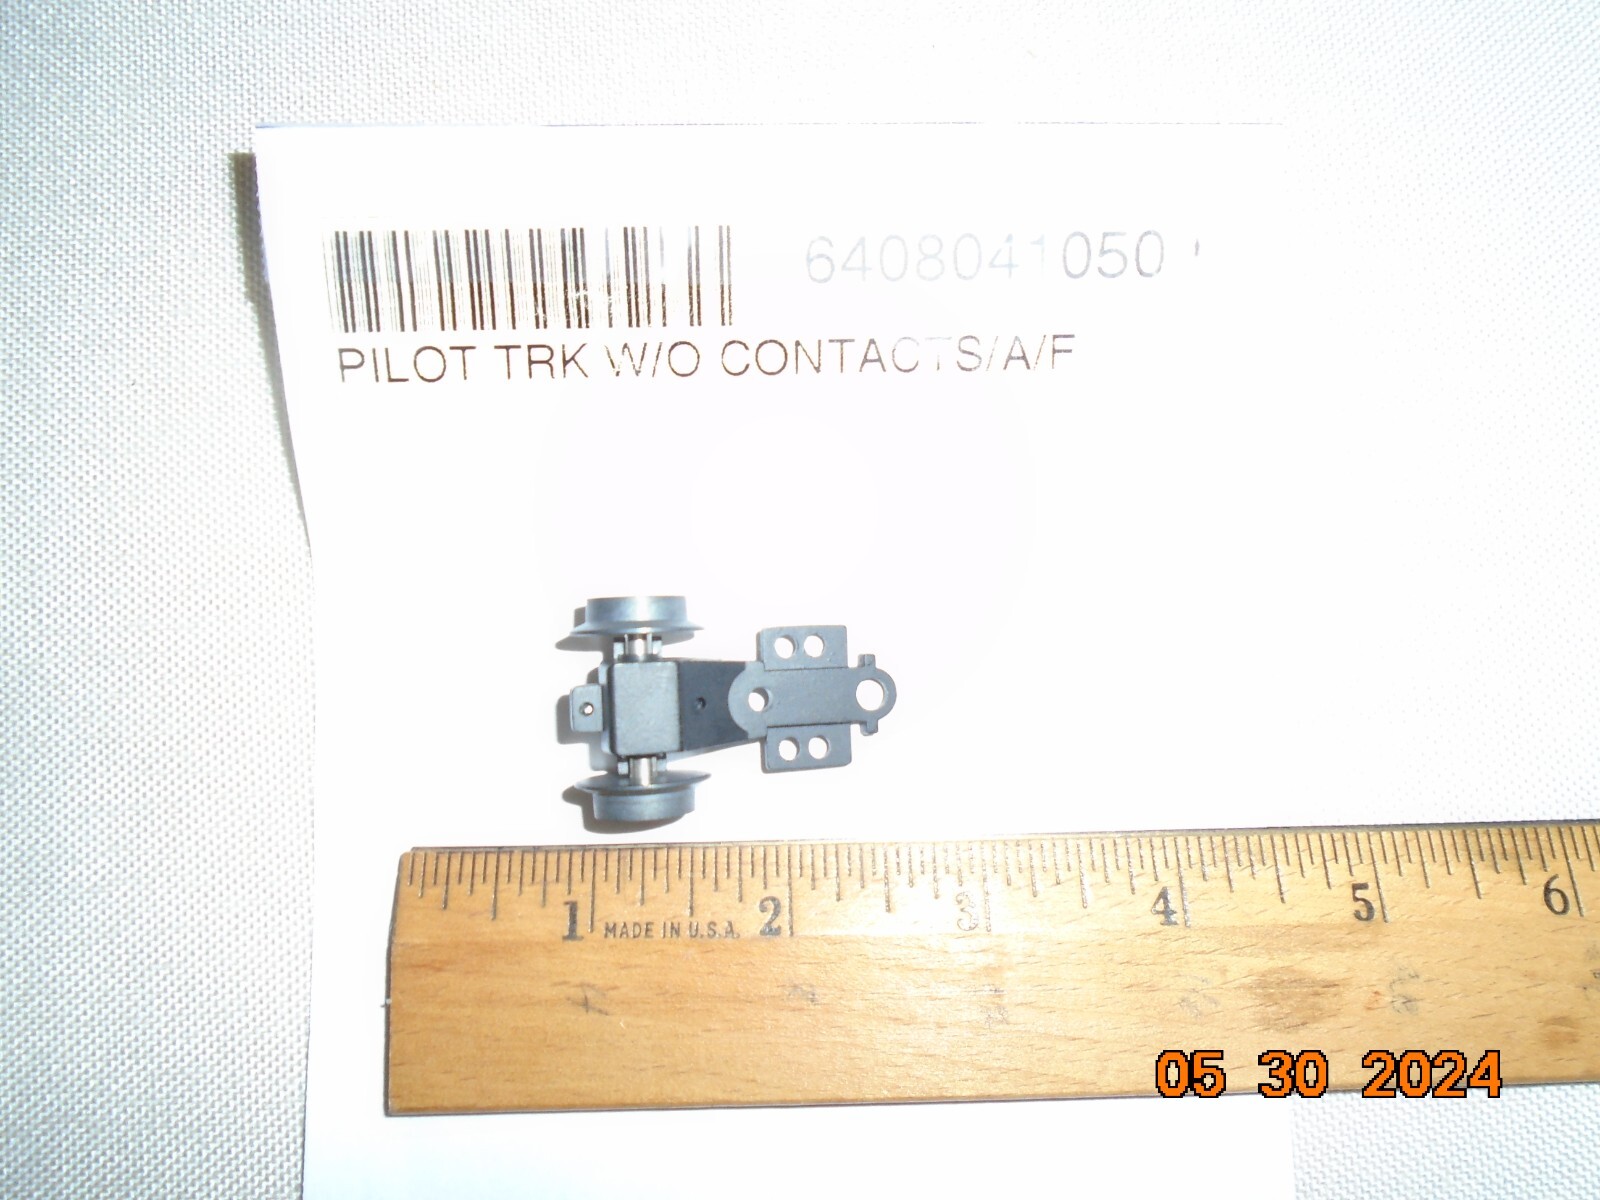 6408041050
PILOT TRK W/O CONTACTS/A/F
1 2 3 4 5 6
MADE IN U.S.A.
05 30 2024